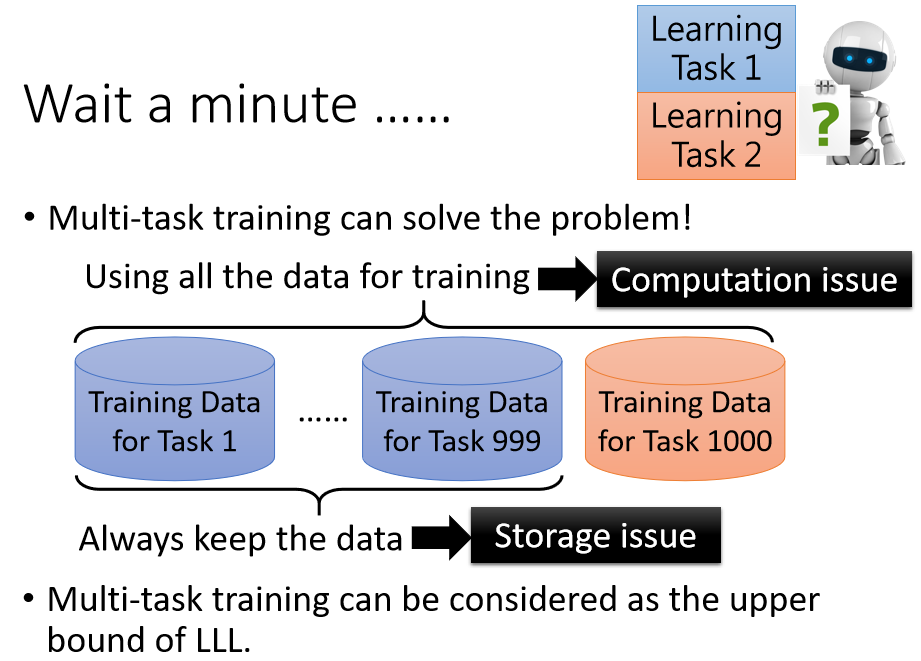 Learning
Task 1
Wait a minute ……
Learning
Task 2
?
• Multi-task training can solve the problem!
Using all the data for training
Computation issue
Training Data
for Task 1
……
Training Data
for Task 999
Training Data
for Task 1000
Always keep the data
Storage issue
• Multi-task training can be considered as the upper
bound of LLL.